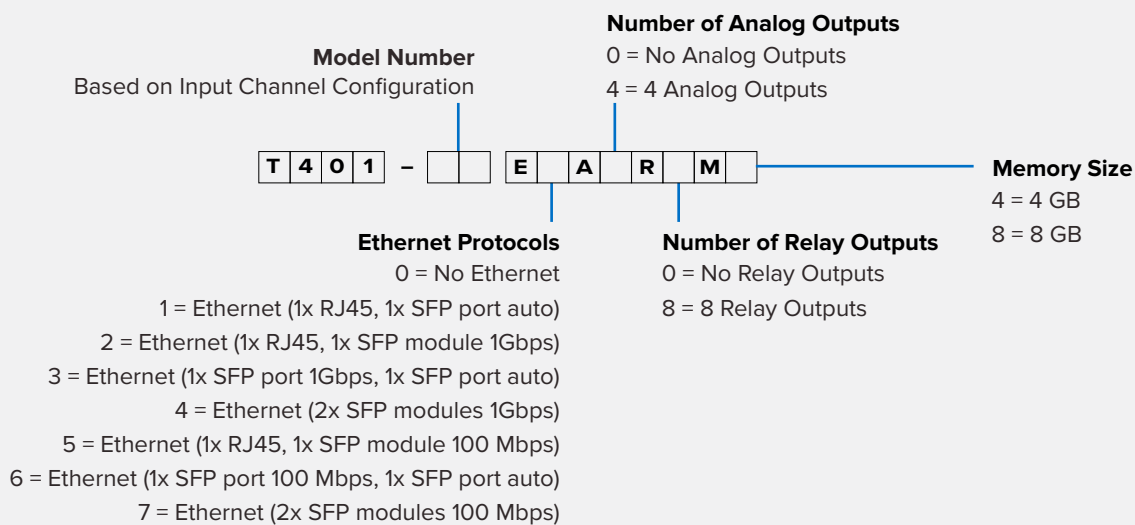 Number of Analog Outputs
0 = No Analog Outputs
4 = 4 Analog Outputs
Model Number
Based on Input Channel Configuration
T 4 0 1 – E A R M
Memory Size
4 = 4 GB
8 = 8 GB
Ethernet Protocols
0 = No Ethernet
1 = Ethernet (1x RJ45, 1x SFP port auto)
2 = Ethernet (1x RJ45, 1x SFP module 1Gbps)
3 = Ethernet (1x SFP port 1Gbps, 1x SFP port auto)
4 = Ethernet (2x SFP modules 1Gbps)
5 = Ethernet (1x RJ45, 1x SFP module 100 Mbps)
6 = Ethernet (1x SFP port 100 Mbps, 1x SFP port auto)
7 = Ethernet (2x SFP modules 100 Mbps)
Number of Relay Outputs
0 = No Relay Outputs
8 = 8 Relay Outputs